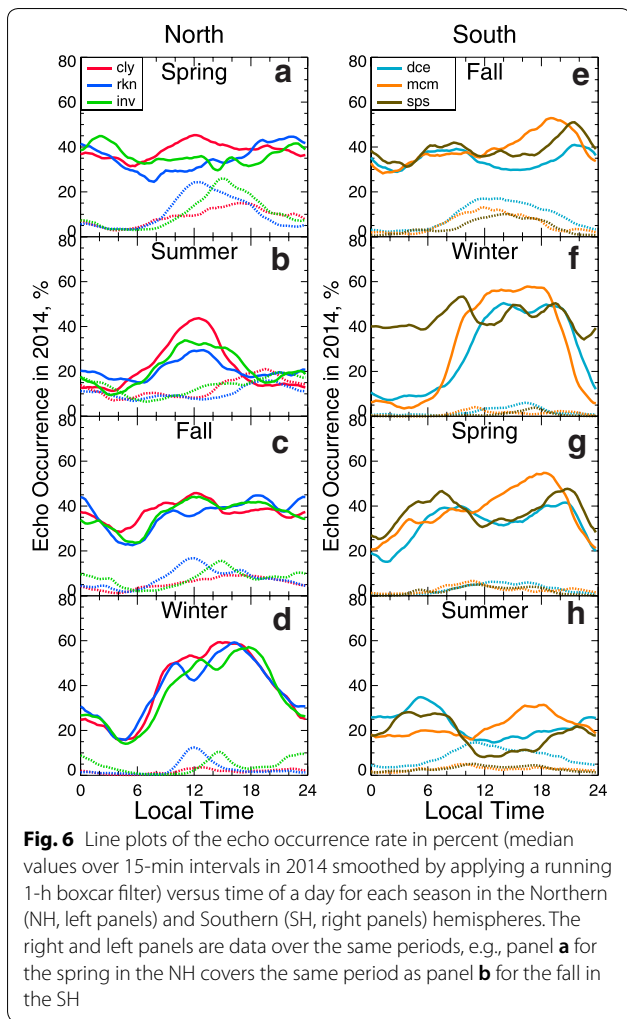 North
South
cly
rkn
inv
Spring
a
dce
mcm
sps
Fall
e
80
60
40
20
0
80
60
40
20
0
Summer
b
Winter
f
80
60
40
20
0
80
60
40
20
0
Fall
c
Spring
g
80
60
40
20
0
80
60
40
20
0
Winter
d
Summer
h
80
60
40
20
0
80
60
40
20
0
Echo Occurrence in 2014, %
Echo Occurrence in 2014, %
0 6 12 18 24
0 6 12 18 24
Local Time
Local Time
Fig. 6 Line plots of the echo occurrence rate in percent (median
values over 15-min intervals in 2014 smoothed by applying a running
1-h boxcar filter) versus time of a day for each season in the Northern
(NH, left panels) and Southern (SH, right panels) hemispheres. The
right and left panels are data over the same periods, e.g., panel a for
the spring in the NH covers the same period as panel b for the fall in
the SH